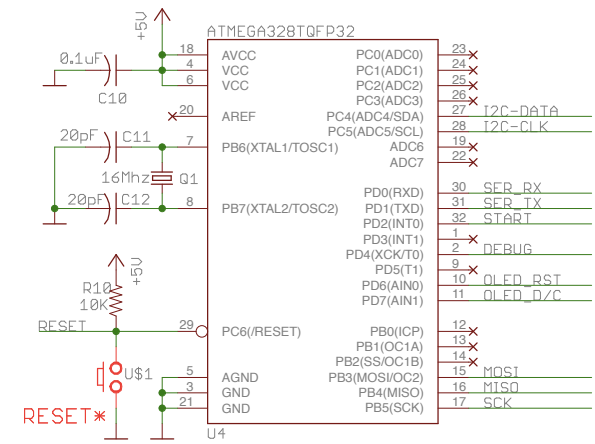 ATMEGA328TQFP32
+5V
18 AVCC PC0(ADC0) 23
0.1uF 4 VCC PC1(ADC1) 24
6 VCC PC2(ADC2) 25
C10 PC3(ADC3) 26
20 AREF PC4(ADC4/SDA) 27 I2C-DATA
PC5(ADC5/SCL) 28 I2C-CLK
20pF C11 7 PB6(XTAL1/TOSC1) ADC6 19
ADC7 22
16Mhz Q1
PD0(RXD) 30 SER_RX
20pF C12 8 PB7(XTAL2/TOSC2) PD1(TXD) 31 SER_TX
PD2(INT0) 32 START
PD3(INT1) 1
PD4(XCK/T0) 2 DEBUG
+5V PD5(T1) 9
R10 PD6(AIN0) 10 OLED_RST
10K PD7(AIN1) 11 OLED_D/C
RESET 29 PC6(/RESET) PB0(ICP) 12
PB1(OC1A) 13
PB2(SS/OC1B) 14
U$1 5 AGND PB3(MOSI/OC2) 15 MOSI
3 GND PB4(MISO) 16 MISO
RESET* 21 GND PB5(SCK) 17 SCK
U4